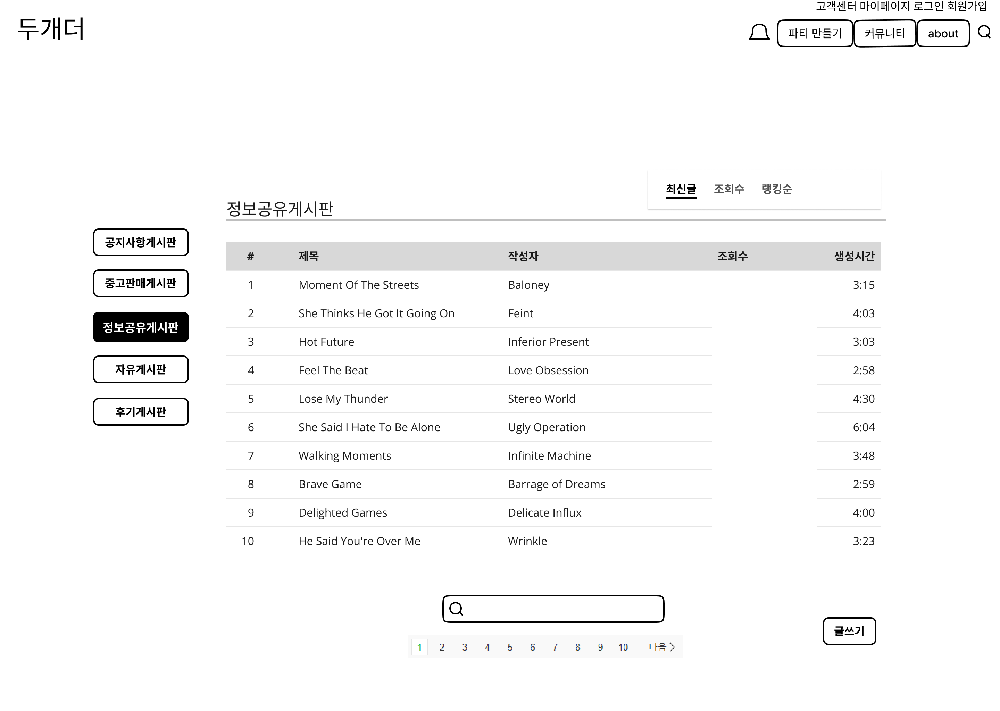 고객센터 마이페이지 로그인 회원가입
두개더
파티 만들기 커뮤니티 about
최신글 조회수 랭킹순
정보공유게시판
공지사항게시판
중고판매게시판
정보공유게시판
자유게시판
후기게시판
# 제목 작성자 조회수 생성시간
1 Moment Of The Streets Baloney 3:15
2 She Thinks He Got It Going On Feint 4:03
3 Hot Future Inferior Present 3:03
4 Feel The Beat Love Obsession 2:58
5 Lose My Thunder Stereo World 4:30
6 She Said I Hate To Be Alone Ugly Operation 6:04
7 Walking Moments Infinite Machine 3:48
8 Brave Game Barrage of Dreams 2:59
9 Delighted Games Delicate Influx 4:00
10 He Said You're Over Me Wrinkle 3:23
글쓰기
1 2 3 4 5 6 7 8 9 10 다음 >